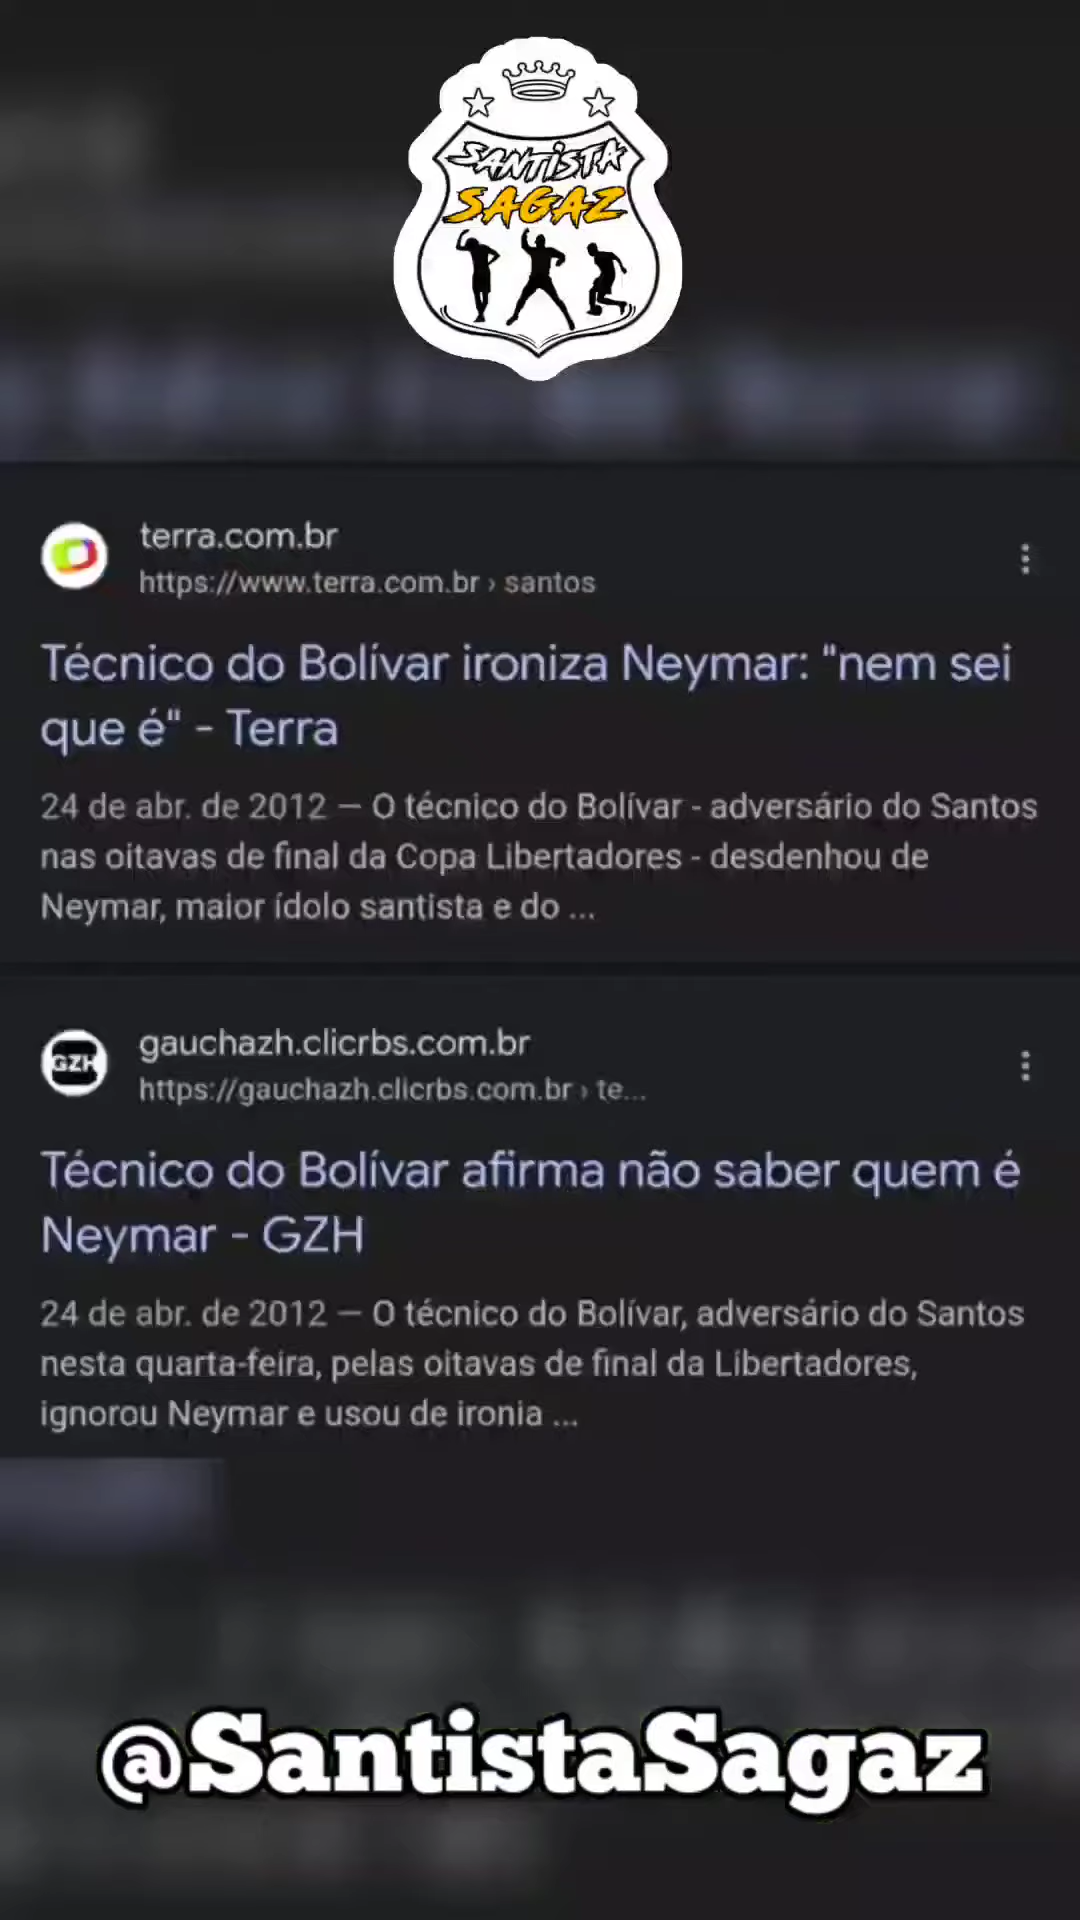 SANTISTA
SAGAZ
terra.com.br
https://www.terra.com.br › santos
Técnico do Bolívar ironiza Neymar: "nem sei
que é" - Terra
24 de abr. de 2012 — O técnico do Bolívar - adversário do Santos
nas oitavas de final da Copa Libertadores - desdenhou de
Neymar, maior ídolo santista e do ...
GZH
gauchazh.clicrbs.com.br
https://gauchazh.clicrbs.com.br › te...
Técnico do Bolívar afirma não saber quem é
Neymar - GZH
24 de abr. de 2012 — O técnico do Bolívar, adversário do Santos
nesta quarta-feira, pelas oitavas de final da Libertadores,
ignorou Neymar e usou de ironia ...
@SantistaSagaz